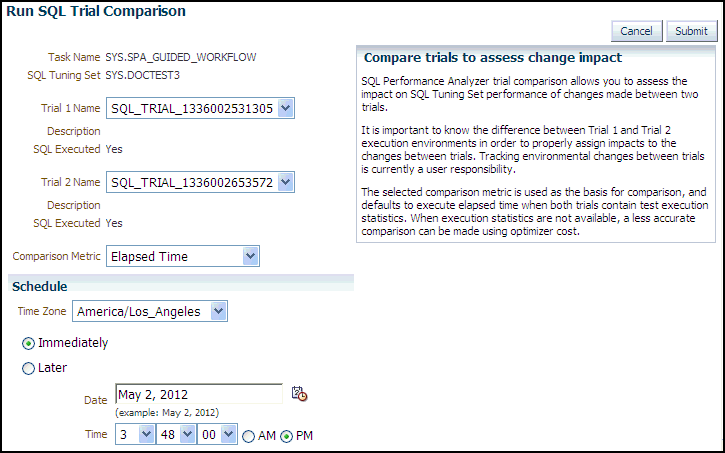 Run SQL Trial Comparison
Cancel Submit
Task Name SYS.SPA_GUIDED_WORKFLOW
SQL Tuning Set SYS.DOCTEST3
Trial 1 Name SQL_TRIAL_1336002531305
Description
SQL Executed Yes
Trial 2 Name SQL_TRIAL_1336002653572
Description
SQL Executed Yes
Comparison Metric Elapsed Time
Compare trials to assess change impact
SQL Performance Analyzer trial comparison allows you to assess the
impact on SQL Tuning Set performance of changes made between two
trials.
It is important to know the difference between Trial 1 and Trial 2
execution environments in order to properly assign impacts to the
changes between trials. Tracking environmental changes between trials
is currently a user responsibility.
The selected comparison metric is used as the basis for comparison, and
defaults to execute elapsed time when both trials contain test execution
statistics. When execution statistics are not available, a less accurate
comparison can be made using optimizer cost.
Schedule
Time Zone America/Los_Angeles
Immediately
Later
Date May 2, 2012
(example: May 2, 2012)
Time 3 48 00 AM PM